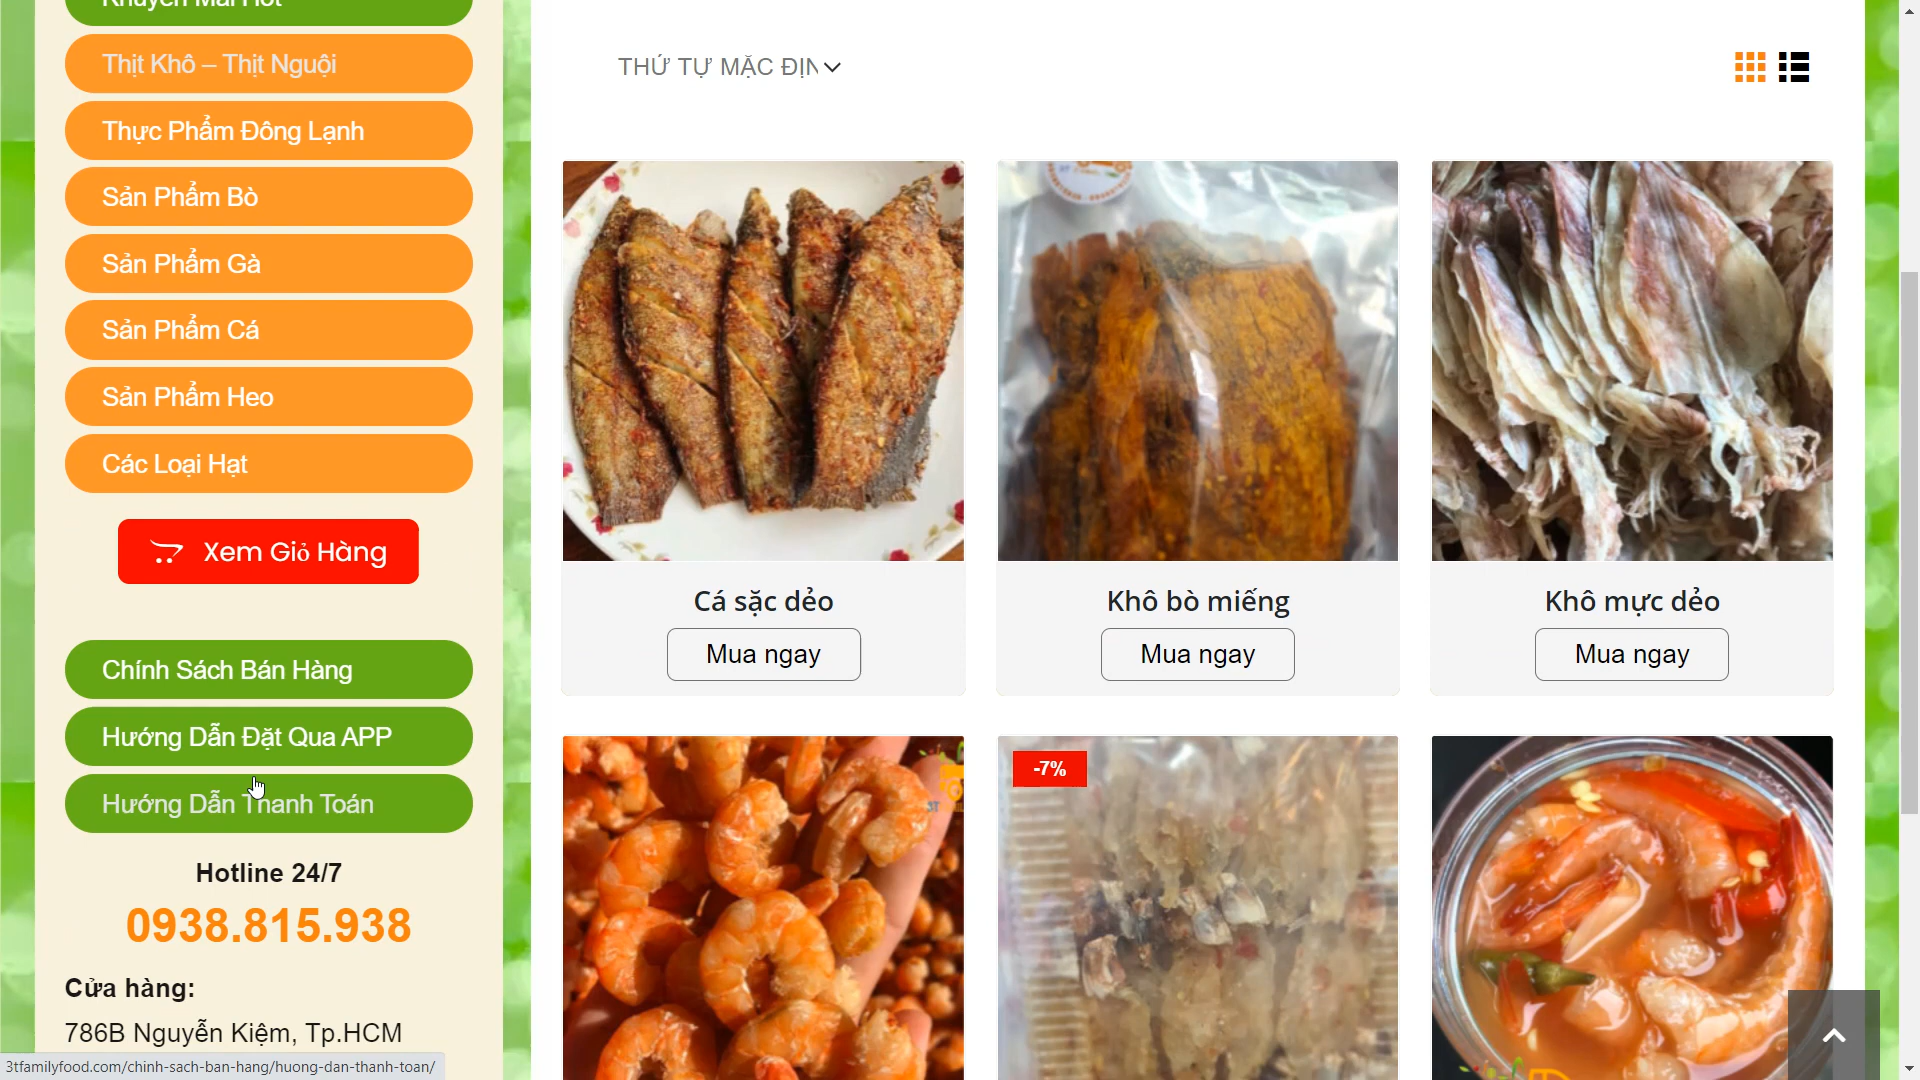 Khuyến Mãi Hot
Thịt Khô – Thịt Nguội
Thực Phẩm Đông Lạnh
Sản Phẩm Bò
Sản Phẩm Gà
Sản Phẩm Cá
Sản Phẩm Heo
Các Loại Hạt
Xem Giỏ Hàng
Chính Sách Bán Hàng
Hướng Dẫn Đặt Qua APP
Hướng Dẫn Thanh Toán
Hotline 24/7
0938.815.938
Cửa hàng:
786B Nguyễn Kiệm, Tp.HCM
3tfamilyfood.com/chinh-sach-ban-hang/huong-dan-thanh-toan/
THỨ TỰ MẶC ĐỊN
Cá sặc dẻo
Mua ngay
Khô bò miếng
Mua ngay
Khô mực dẻo
Mua ngay
3T
-7%